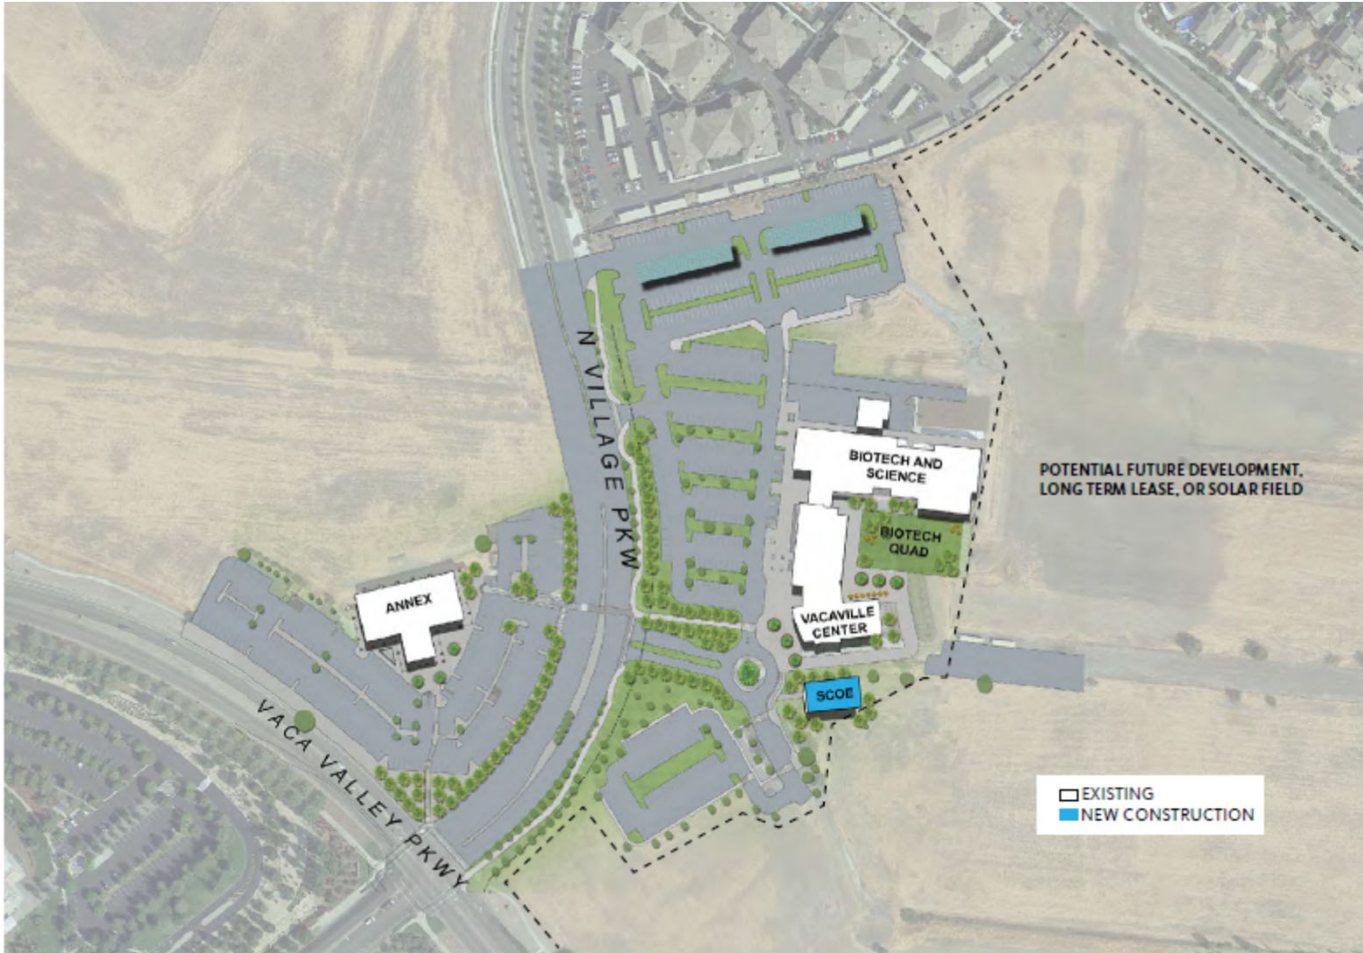 N VILLAGE PKW
BIOTECH AND
SCIENCE
POTENTIAL FUTURE DEVELOPMENT,
LONG TERM LEASE, OR SOLAR FIELD
BIOTECH
QUAD
ANNEX
VACAVILLE
CENTER
SCOE
VACA VALLEY PKWY
EXISTING
NEW CONSTRUCTION